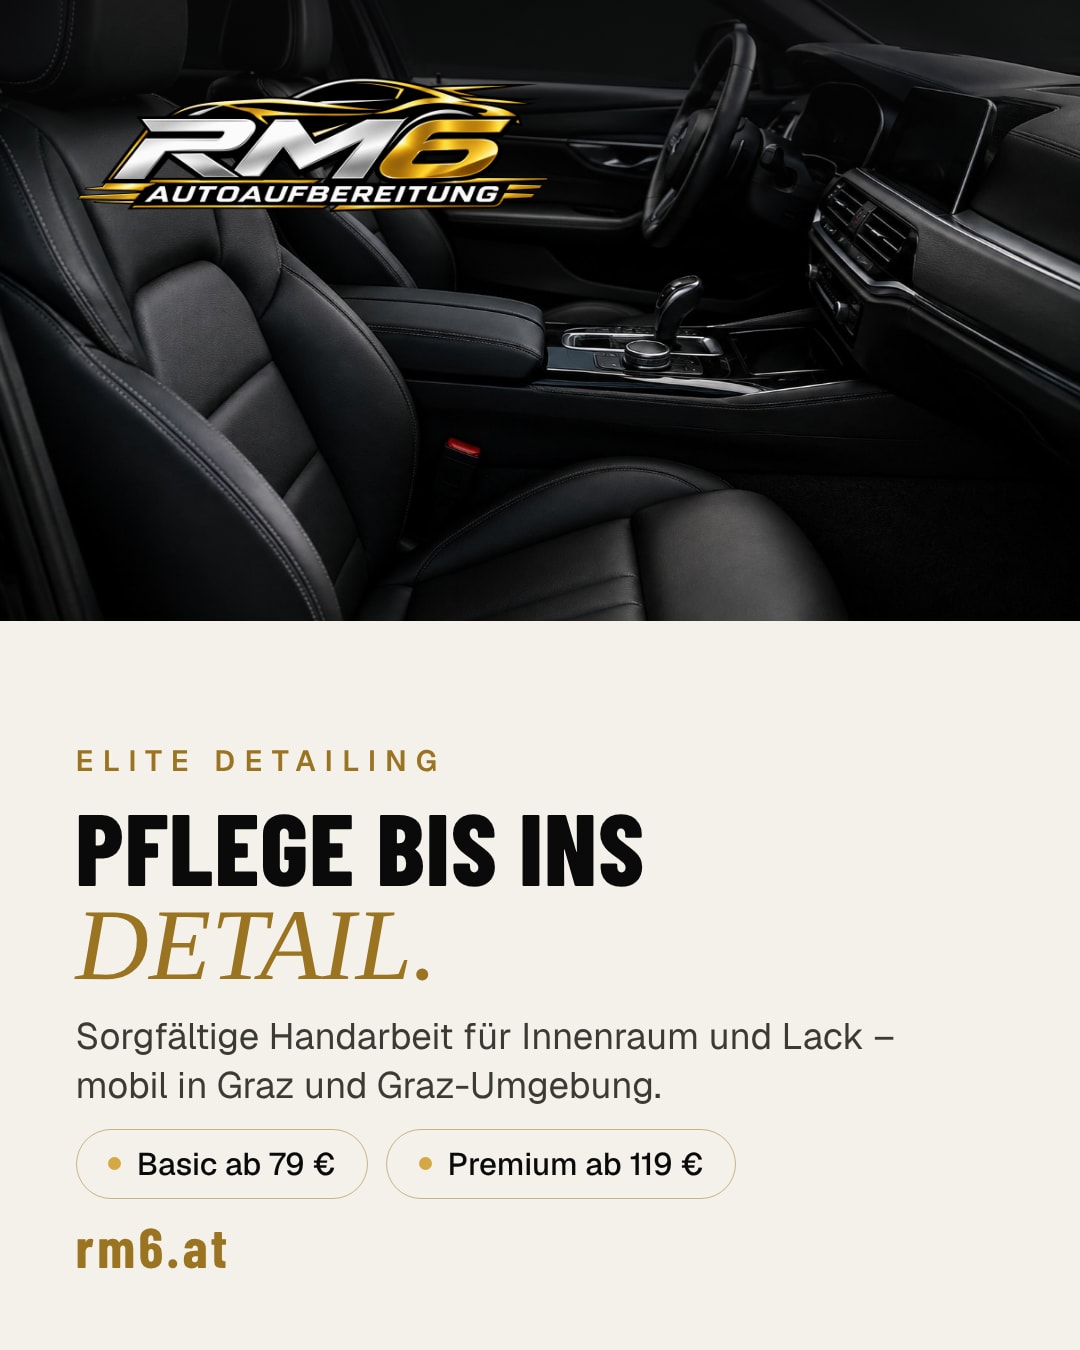 RM6
AUTOAUFBEREITUNG
ELITE DETAILING
PFLEGE BIS INS
DETAIL.
Sorgfältige Handarbeit für Innenraum und Lack –
mobil in Graz und Graz-Umgebung.
Basic ab 79 €
Premium ab 119 €
rm6.at